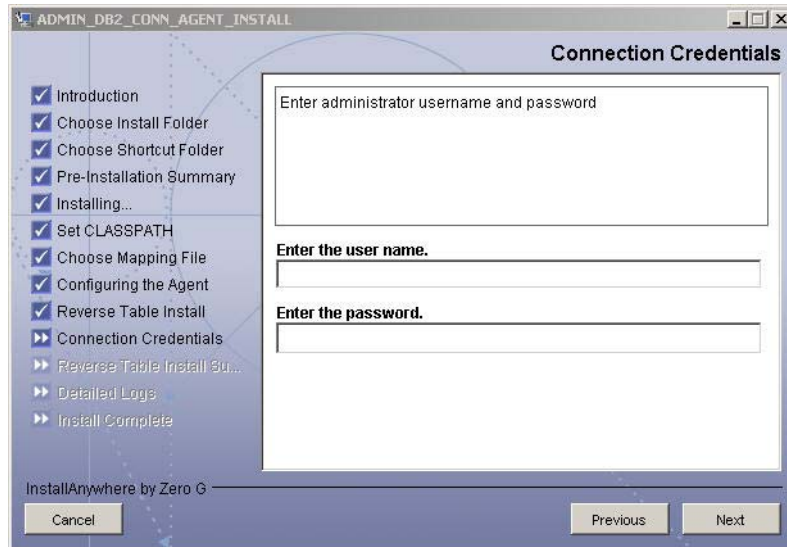 ADMIN_DB2_CONN_AGENT_INSTALL
Connection Credentials
Introduction
Choose Install Folder
Choose Shortcut Folder
Pre-Installation Summary
Installing...
Set CLASSPATH
Choose Mapping File
Configuring the Agent
Reverse Table Install
Connection Credentials
Reverse Table Install Su...
Detailed Logs
Install Complete
Enter administrator username and password
Enter the user name.
Enter the password.
InstallAnywhere by Zero G
Cancel
Previous
Next